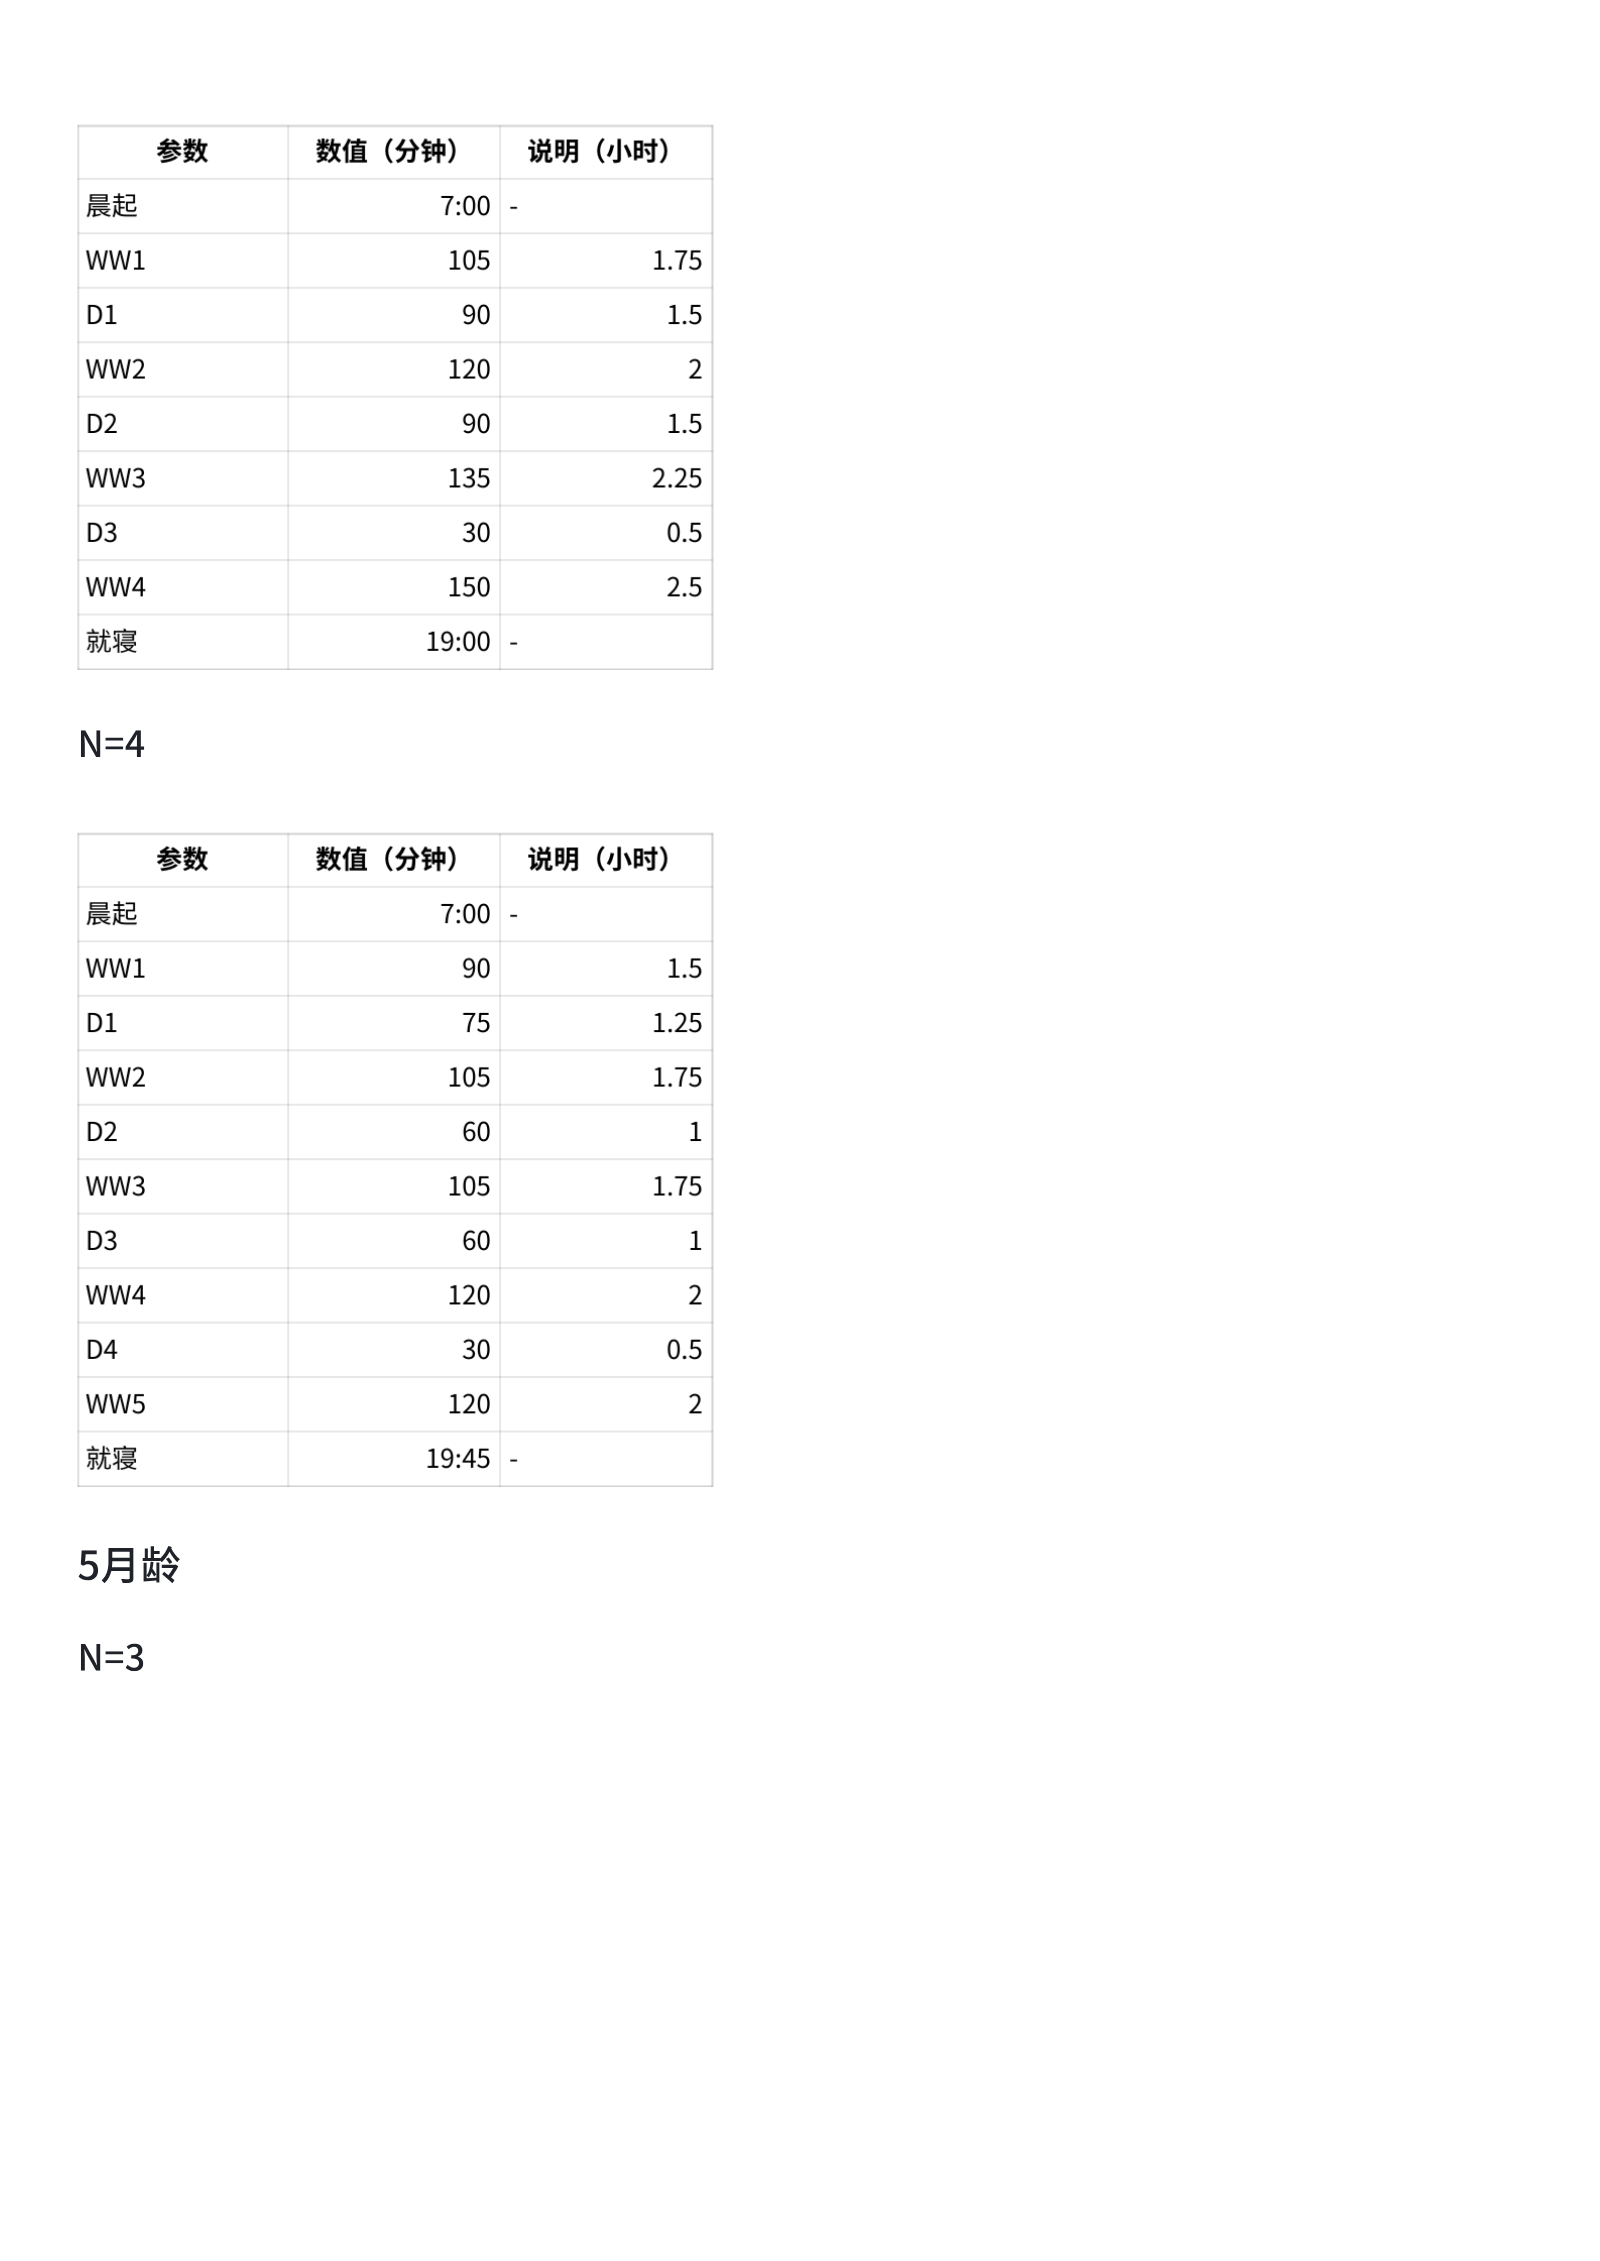 参数 数值（分钟） 说明（小时）
晨起 7:00 -
WW1 105 1.75
D1 90 1.5
WW2 120 2
D2 90 1.5
WW3 135 2.25
D3 30 0.5
WW4 150 2.5
就寝 19:00 -
N=4
参数 数值（分钟） 说明（小时）
晨起 7:00 -
WW1 90 1.5
D1 75 1.25
WW2 105 1.75
D2 60 1
WW3 105 1.75
D3 60 1
WW4 120 2
D4 30 0.5
WW5 120 2
就寝 19:45 -
5月龄
N=3